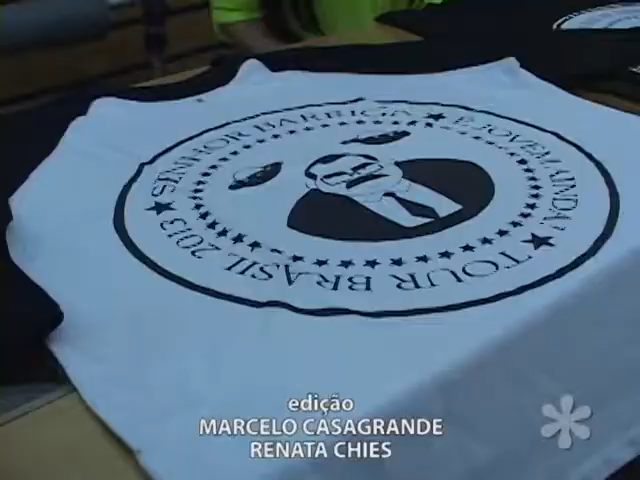 SENHOR BARRIGA
É JOVEM AINDA!
TOUR BRASIL 2013
edição
MARCELO CASAGRANDE
RENATA CHIES